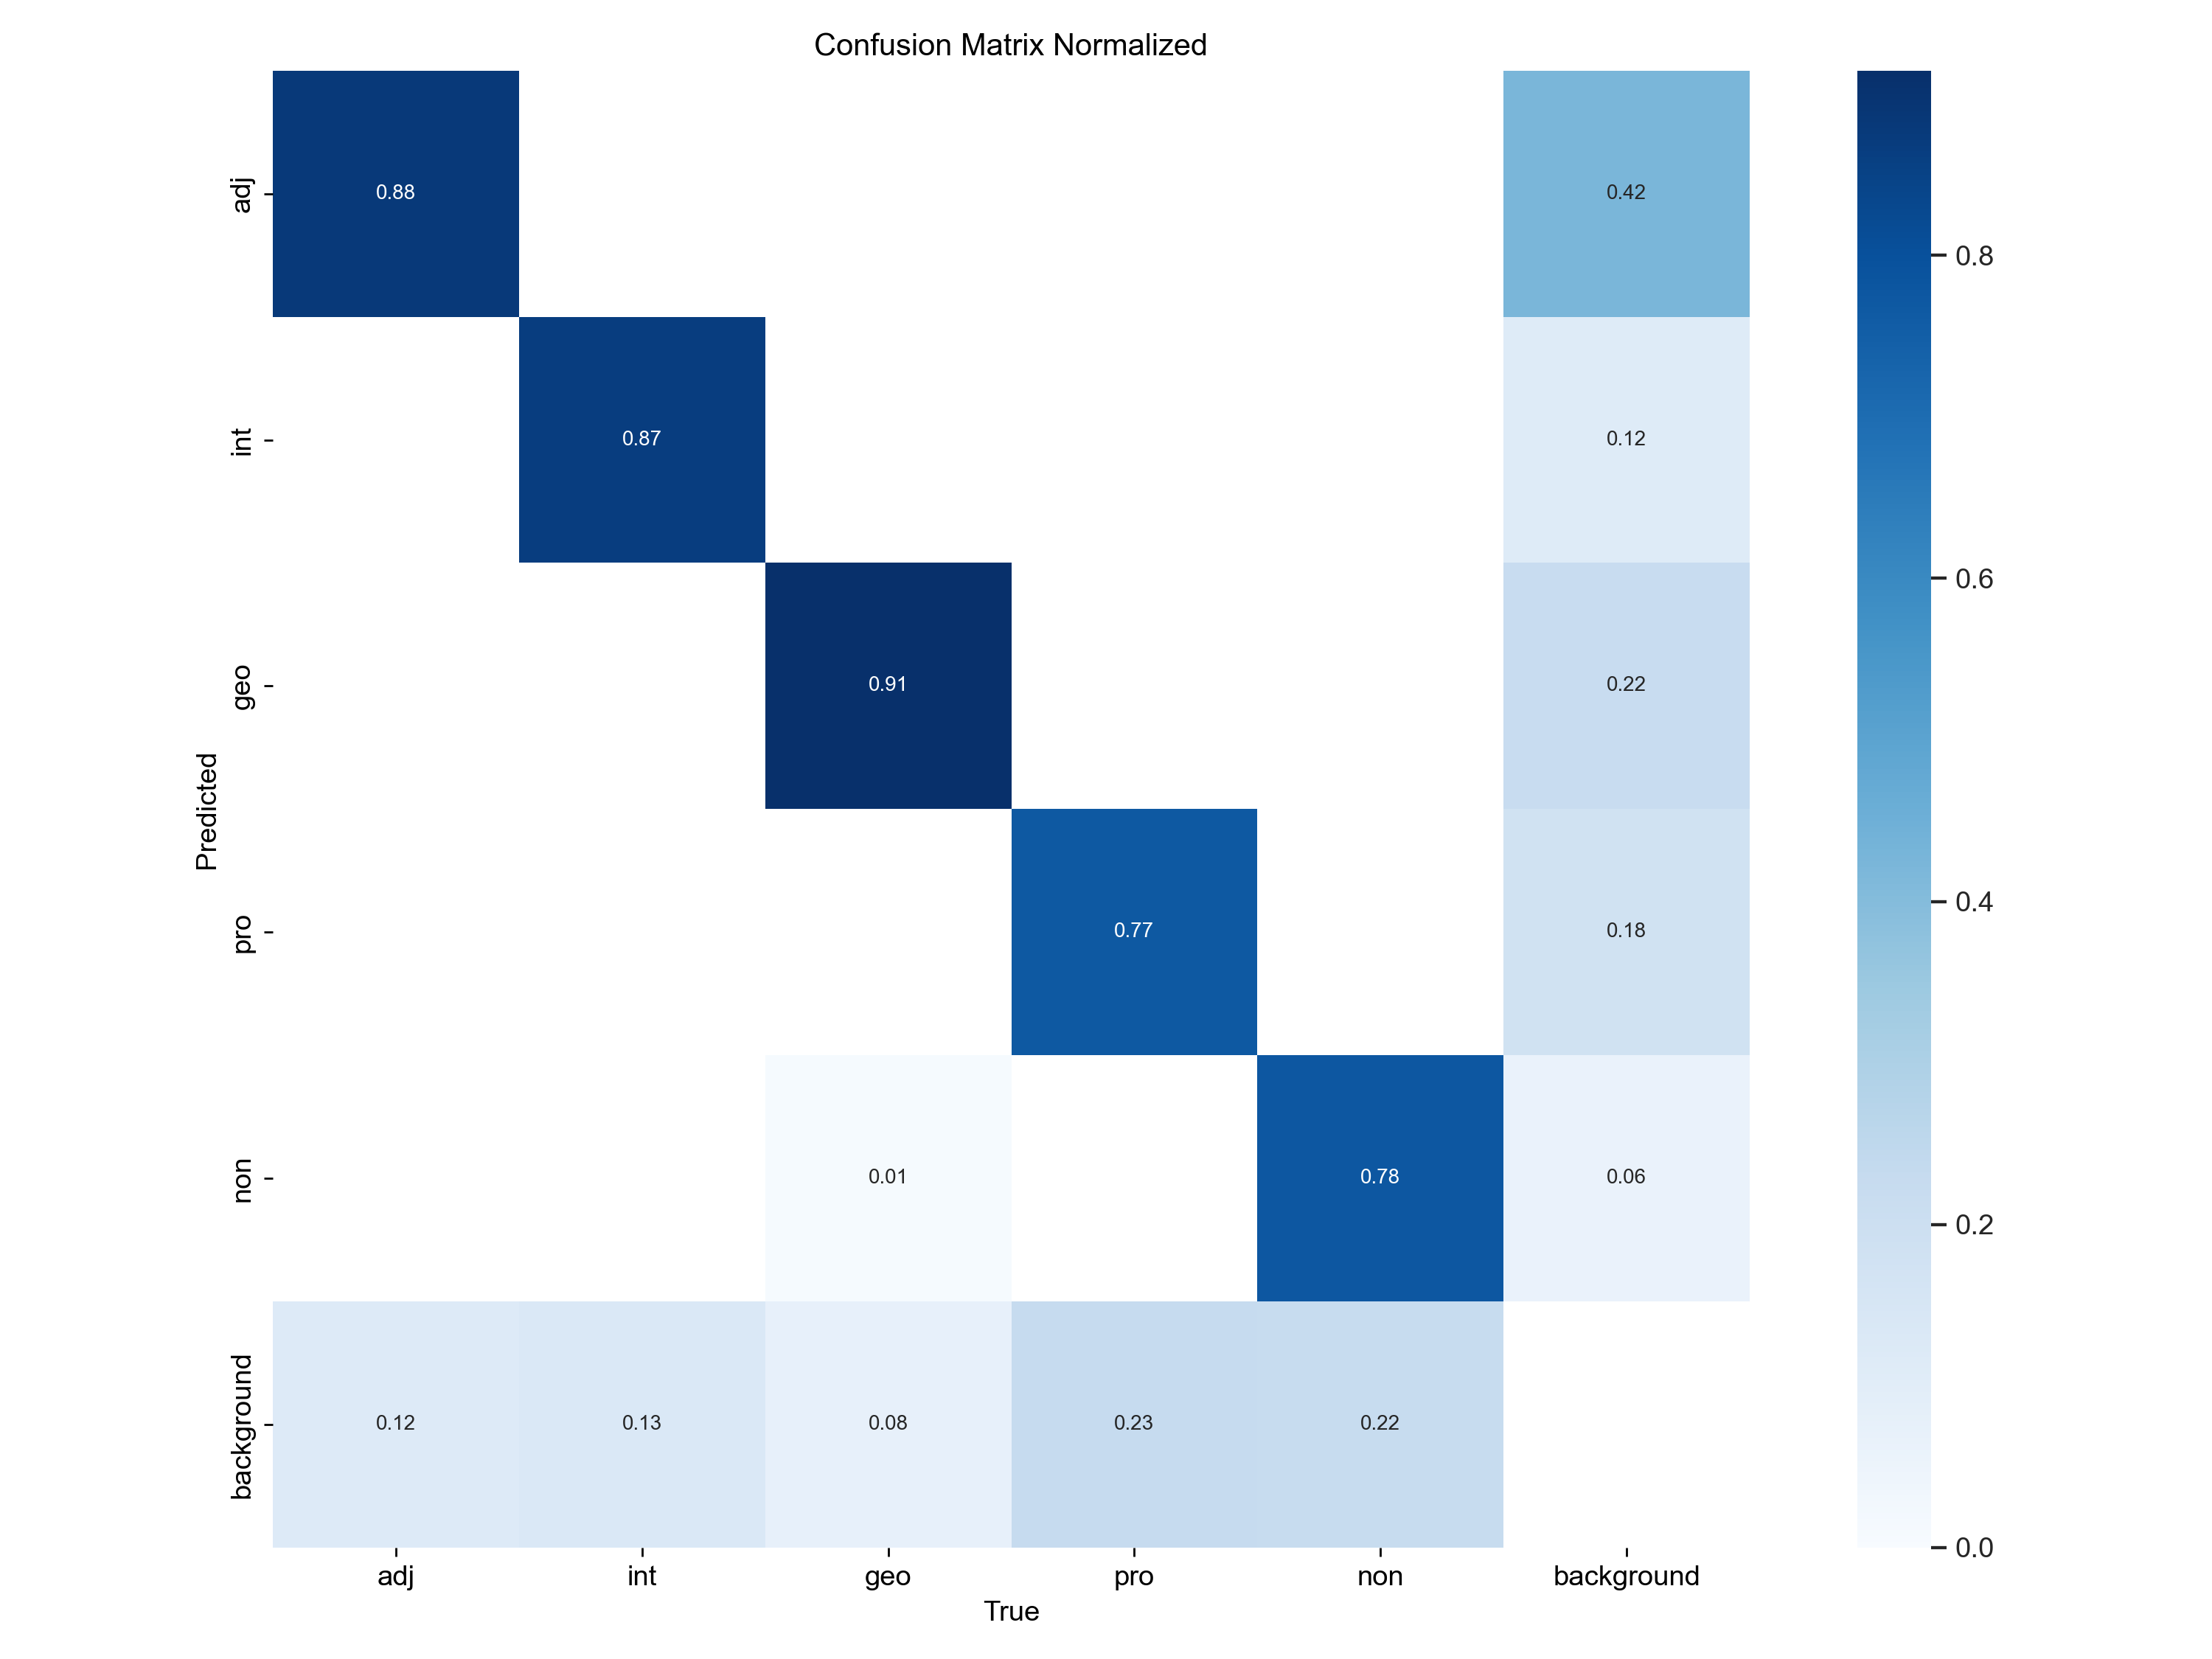 Confusion Matrix Normalized
adj
0.88
0.42
0.8
int
0.87
0.12
0.6
geo
0.91
0.22
Predicted
0.4
pro
0.77
0.18
non
0.01
0.78
0.06
0.2
background
0.12
0.13
0.08
0.23
0.22
0.0
adj int geo pro non background
True